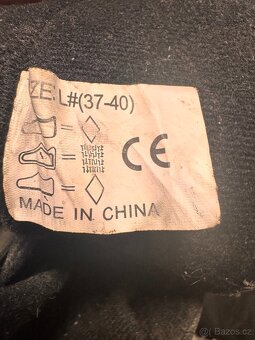 ZE: L#(37-40)
=
=
CE
=
MADE IN CHINA
Bazos.cz